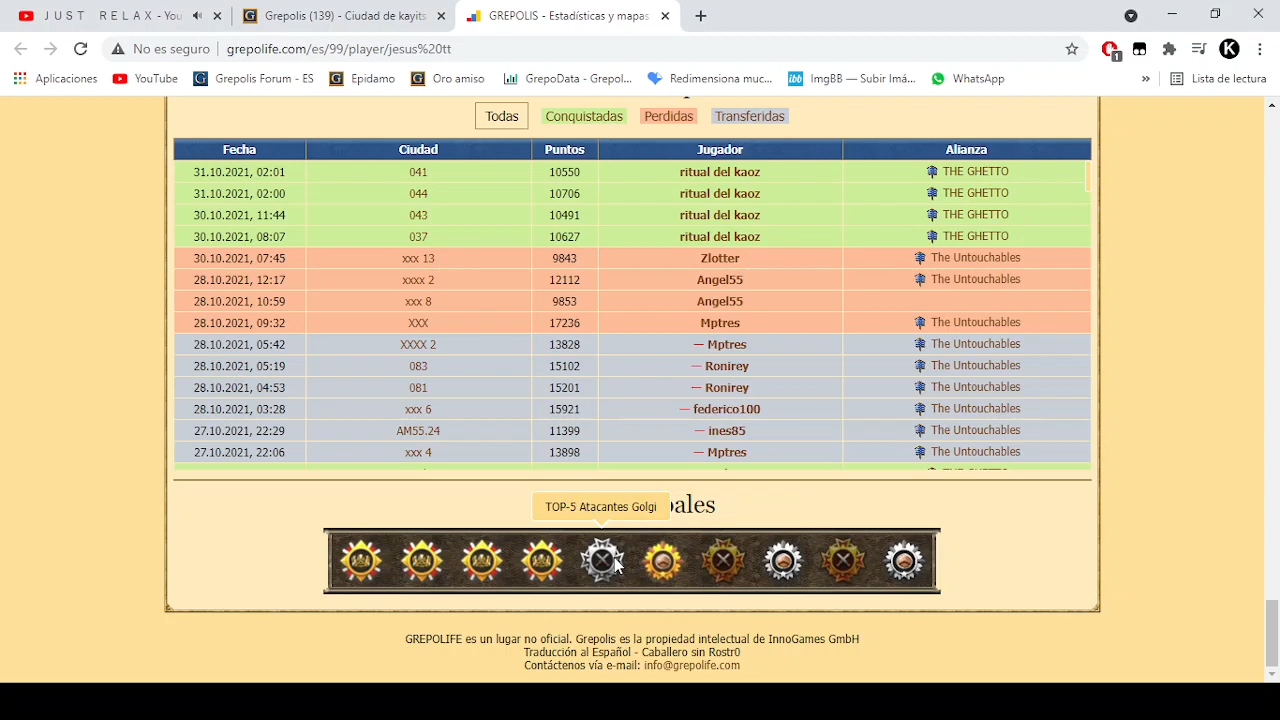 J U S T   R E L A X - You
Grepolis (139) - Ciudad de kayits
GREPOLIS - Estadísticas y mapas
No es seguro
grepolife.com/es/99/player/jesus%20tt
1
K
Aplicaciones
YouTube
Grepolis Forum - ES
Epidamo
Oro amiso
GrepoData - Grepol...
Redimensiona muc...
ibb
ImgBB — Subir Imá...
WhatsApp
»
Lista de lectura
Todas Conquistadas Perdidas Transferidas
Fecha Ciudad Puntos Jugador Alianza
31.10.2021, 02:01 041 10550 ritual del kaoz THE GHETTO
31.10.2021, 02:00 044 10706 ritual del kaoz THE GHETTO
30.10.2021, 11:44 043 10491 ritual del kaoz THE GHETTO
30.10.2021, 08:07 037 10627 ritual del kaoz THE GHETTO
30.10.2021, 07:45 xxx 13 9843 Zlotter The Untouchables
28.10.2021, 12:17 xxxx 2 12112 Angel55 The Untouchables
28.10.2021, 10:59 xxx 8 9853 Angel55
28.10.2021, 09:32 XXX 17236 Mptres The Untouchables
28.10.2021, 05:42 XXXX 2 13828 — Mptres The Untouchables
28.10.2021, 05:19 083 15102 — Ronirey The Untouchables
28.10.2021, 04:53 081 15201 — Ronirey The Untouchables
28.10.2021, 03:28 xxx 6 15921 — federico100 The Untouchables
27.10.2021, 22:29 AM55.24 11399 — ines85 The Untouchables
27.10.2021, 22:06 xxx 4 13898 — Mptres The Untouchables
TOP-5 Atacantes Golgi
pales
GREPOLIFE es un lugar no oficial. Grepolis es la propiedad intelectual de InnoGames GmbH
Traducción al Español - Caballero sin Rostr0
Contáctenos vía e-mail: info@grepolife.com